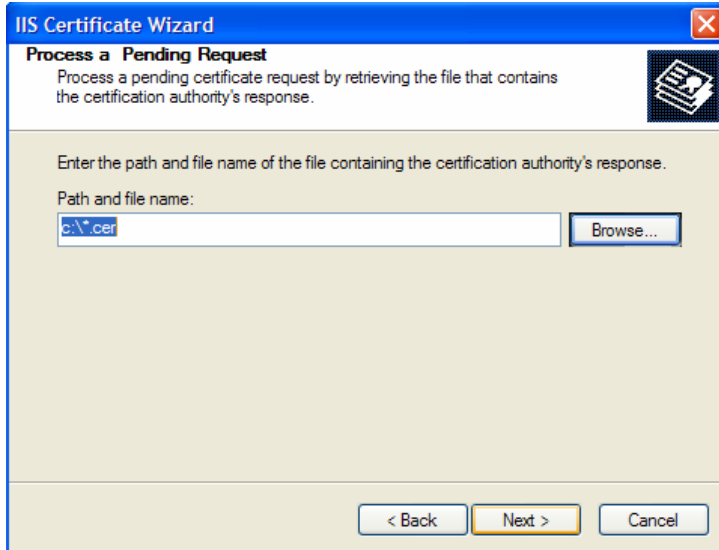 IIS Certificate Wizard
Process a Pending Request
Process a pending certificate request by retrieving the file that contains
the certification authority's response.
Enter the path and file name of the file containing the certification authority's response.
Path and file name:
c:\*.cer
Browse...
< Back
Next >
Cancel